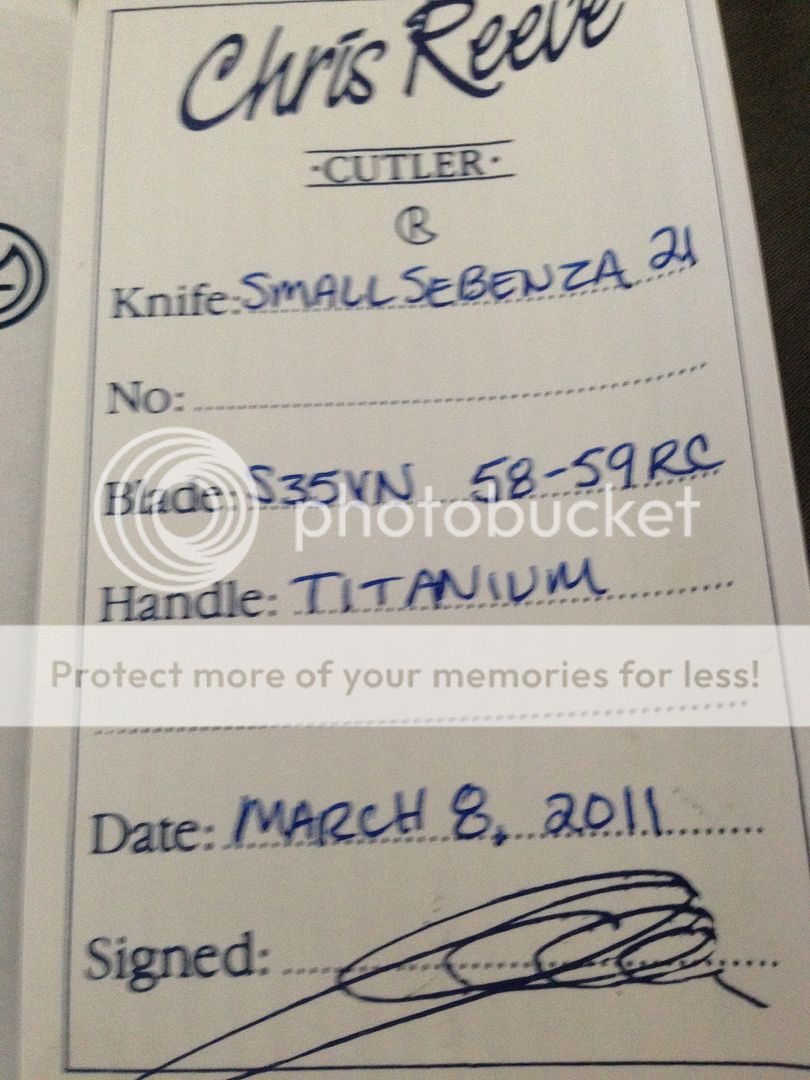 Chris Reeve
·CUTLER·
®
Knife: SMALL SEBENZA 21
No:
Blade: S35VN 58-59RC
photobucket
Handle: TITANIUM
Protect more of your memories for less!
Date: MARCH 8, 2011
Signed: